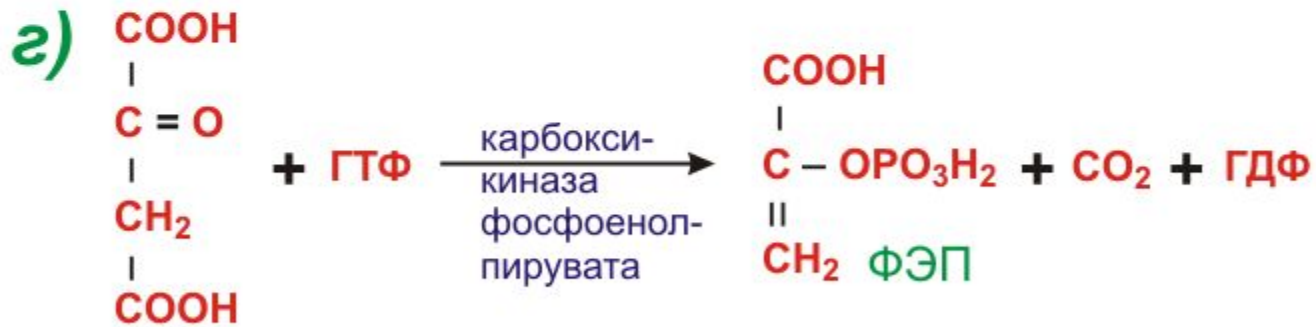 г)
COOH
C = O
CH₂
COOH
+ ГТФ
карбокси-
киназа
фосфоенол-
пирувата
COOH
C – OPO₃H₂ + CO₂ + ГДФ
=
CH₂ ФЭП